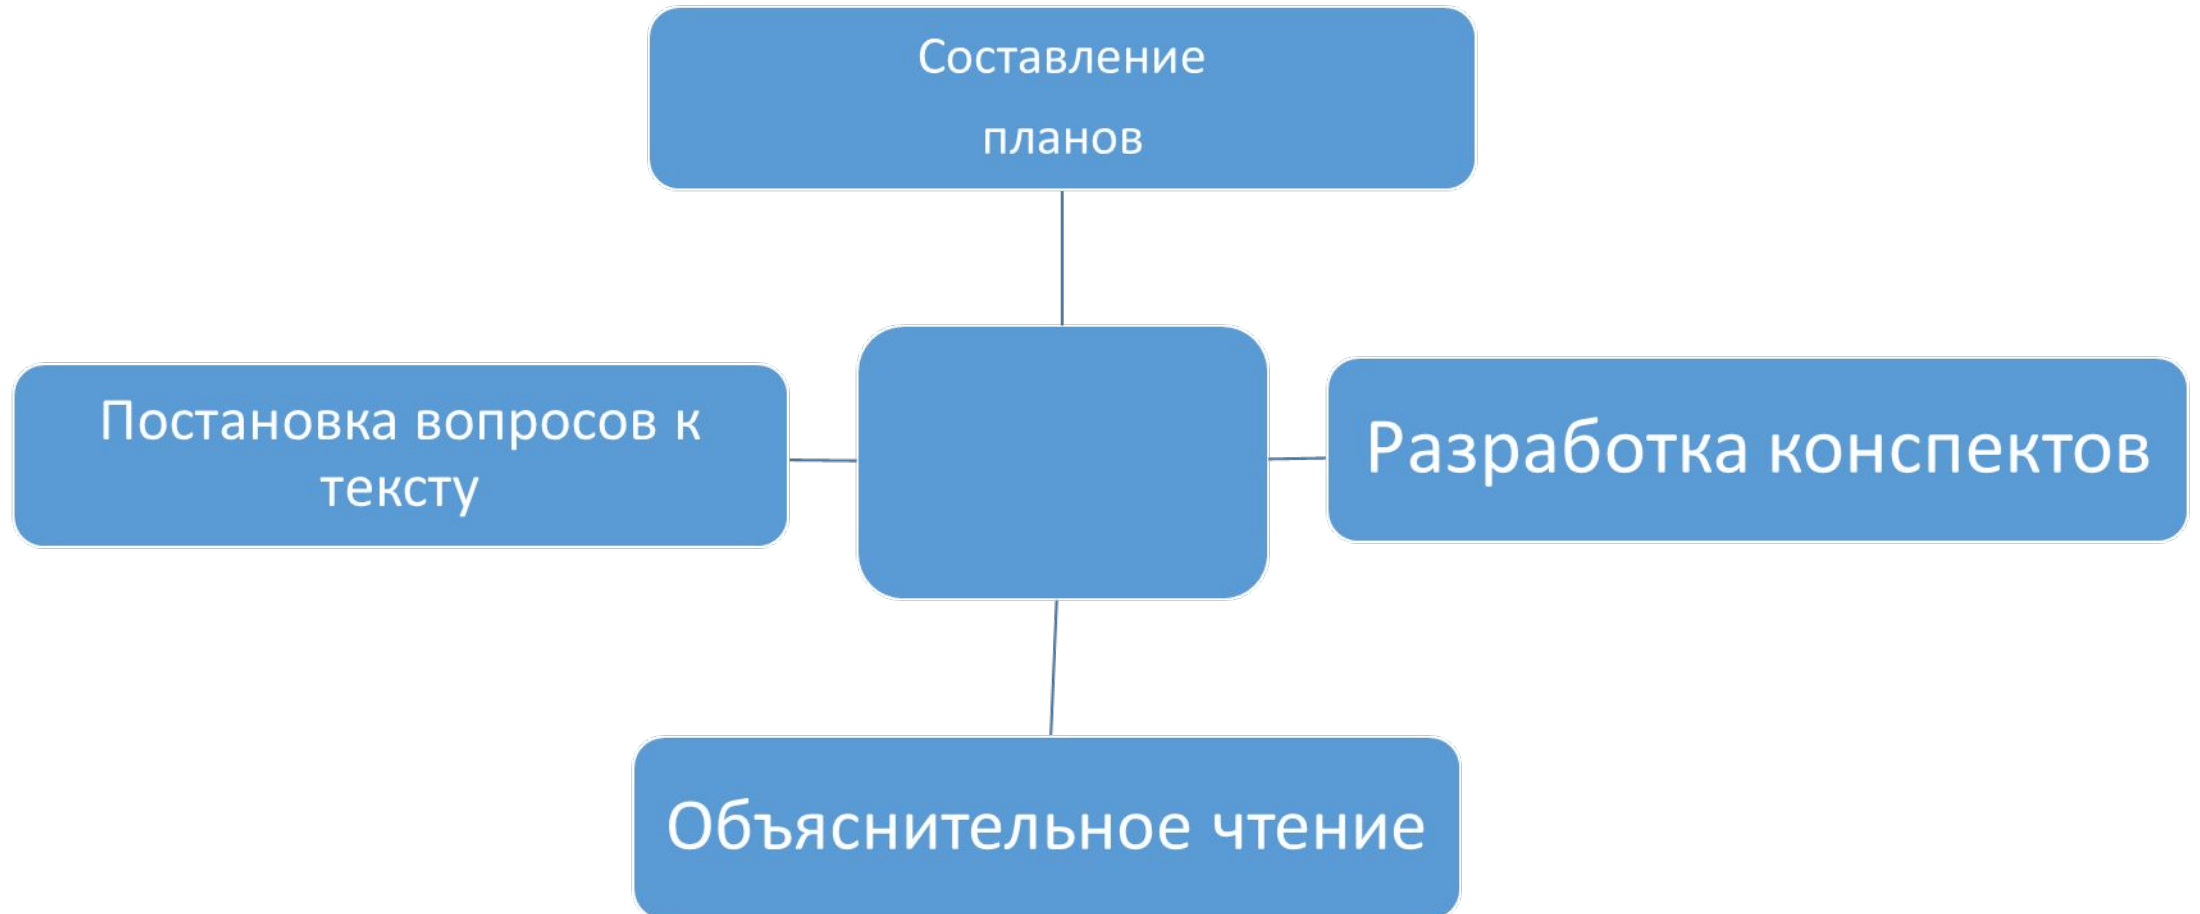 Составление
планов
Постановка вопросов к
тексту
Разработка конспектов
Объяснительное чтение